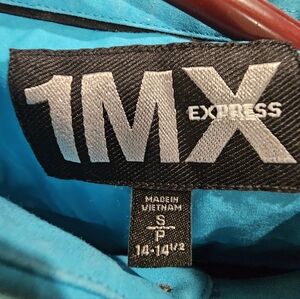 1MX
EXPRESS
MADE IN
VIETNAM
S
P
14-14 1/2